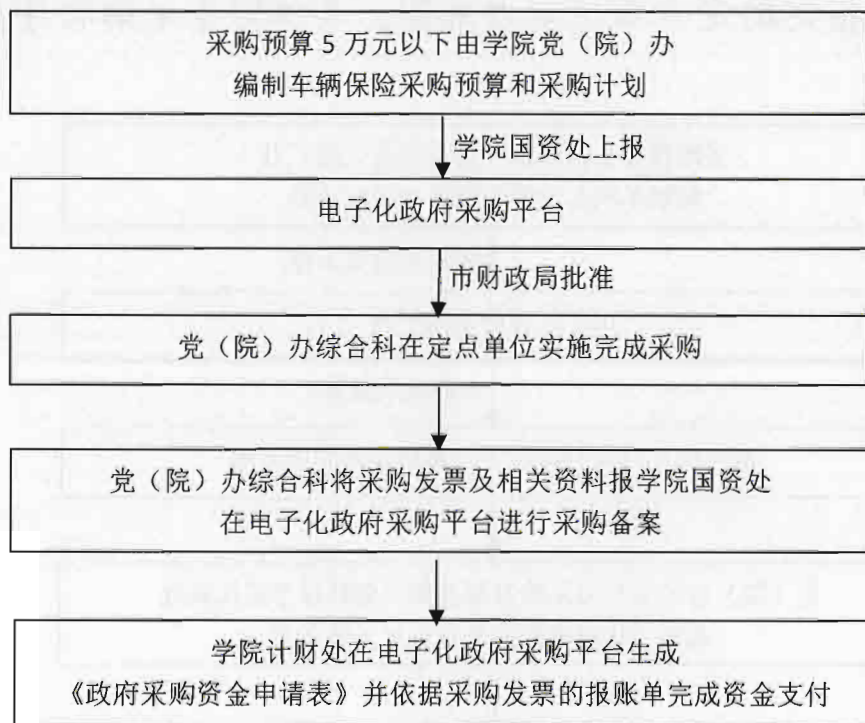 采购预算5万元以下由学院党（院）办
编制车辆保险采购预算和采购计划
学院国资处上报
电子化政府采购平台
市财政局批准
党（院）办综合科在定点单位实施完成采购
党（院）办综合科将采购发票及相关资料报学院国资处
在电子化政府采购平台进行采购备案
学院计财处在电子化政府采购平台生成
《政府采购资金申请表》并依据采购发票的报账单完成资金支付